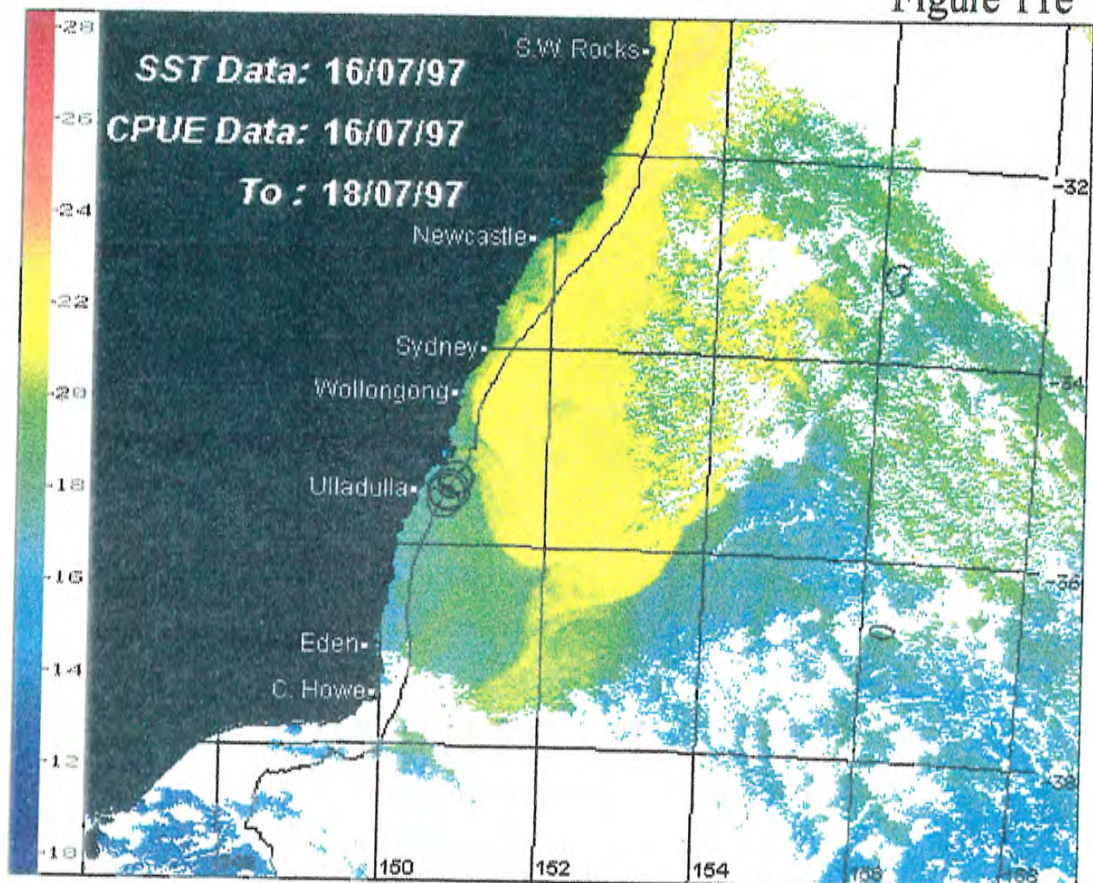 Figure 11e
SST Data: 16/07/97
CPUE Data: 16/07/97
To : 18/07/97
S.W. Rocks
Newcastle
Sydney
Wollongong
Ulladulla
Eden
C. Howe
-28
-26
-24
-22
-20
-18
-16
-14
-12
-10
-32
-34
-36
-38
150
152
154
156
158